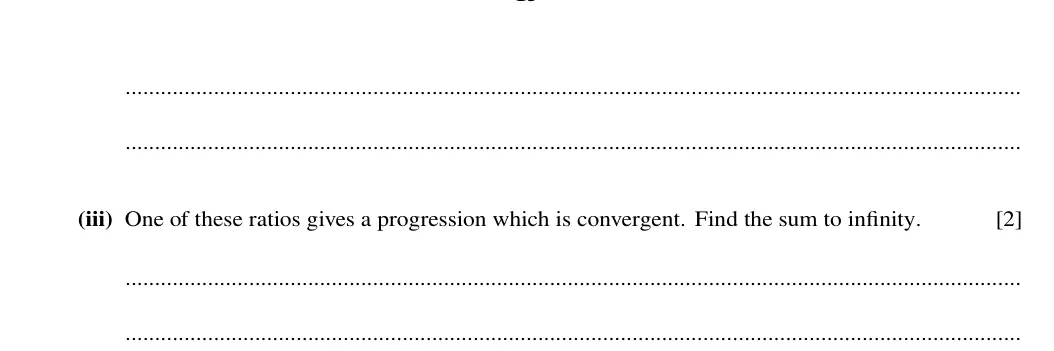 (iii) One of these ratios gives a progression which is convergent. Find the sum to infinity. [2]